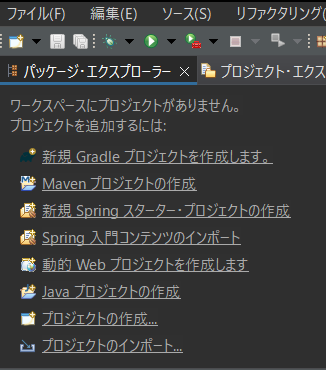 ファイル(F) 編集(E) ソース(S) リファクタリング(
パッケージ・エクスプローラー プロジェクト・エクス
ワークスペースにプロジェクトがありません。
プロジェクトを追加するには:
新規 Gradle プロジェクトを作成します。
Maven プロジェクトの作成
新規 Spring スターター・プロジェクトの作成
Spring 入門コンテンツのインポート
動的 Web プロジェクトを作成します
Java プロジェクトの作成
プロジェクトの作成...
プロジェクトのインポート...